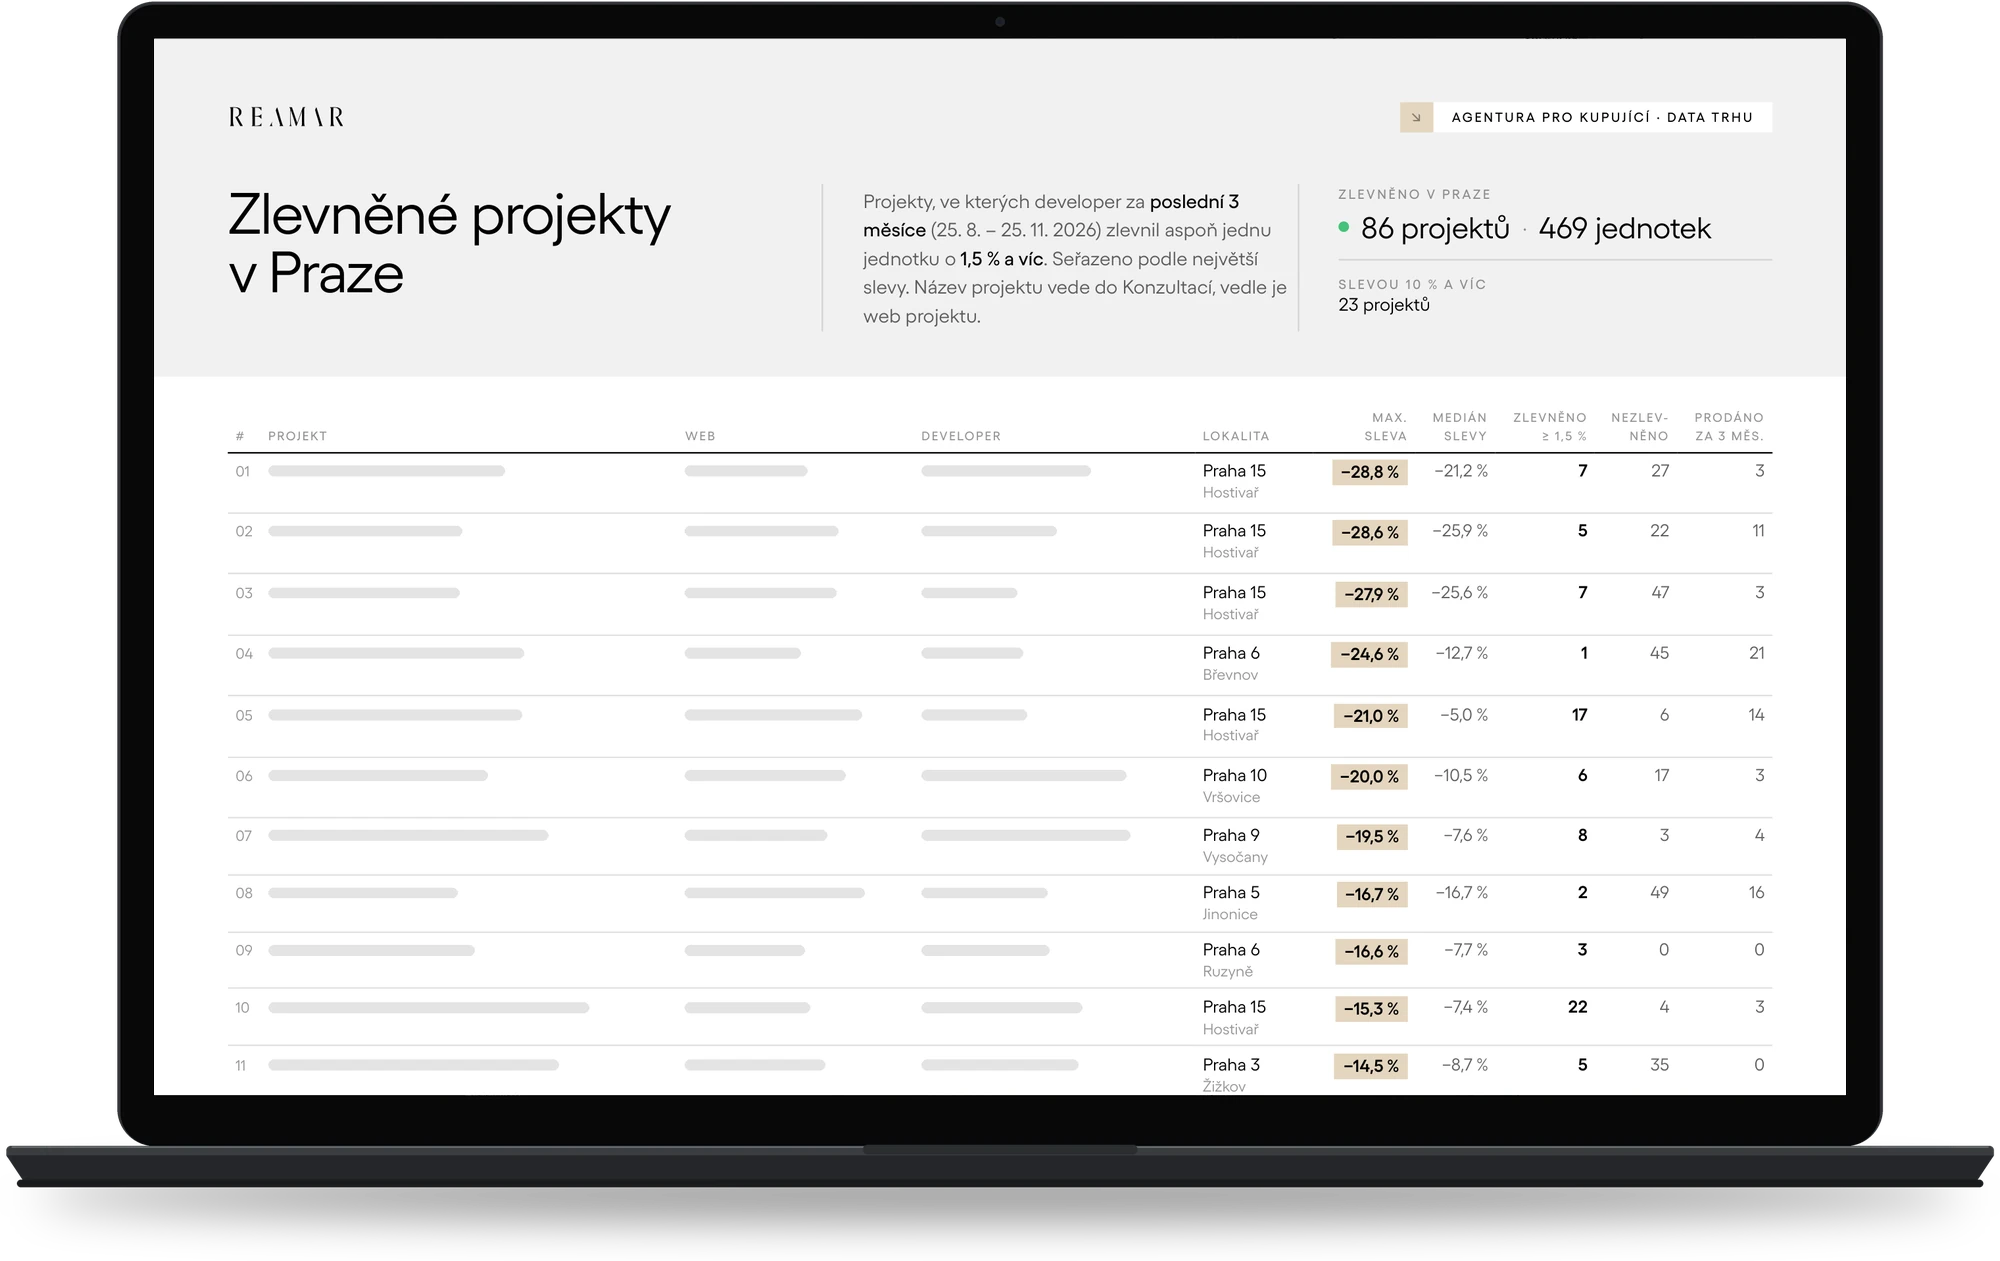 REAMAR
AGENTURA PRO KUPUJÍCÍ · DATA TRHU
Zlevněné projekty
v Praze
Projekty, ve kterých developer za poslední 3
měsíce (25. 8. – 25. 11. 2026) zlevnil aspoň jednu
jednotku o 1,5 % a víc. Seřazeno podle největší
slevy. Název projektu vede do Konzultací, vedle je
web projektu.
ZLEVNĚNO V PRAZE
86 projektů · 469 jednotek
SLEVOU 10 % A VÍC
23 projektů
# PROJEKT WEB DEVELOPER LOKALITA MAX. SLEVA MEDIÁN SLEVY ZLEVNĚNO ≥ 1,5 % NEZLEV-NĚNO PRODÁNO ZA 3 MĚS.
01 Praha 15 −28,8 % −21,2 % 7 27 3
Hostivař
02 Praha 15 −28,6 % −25,9 % 5 22 11
Hostivař
03 Praha 15 −27,9 % −25,6 % 7 47 3
Hostivař
04 Praha 6 −24,6 % −12,7 % 1 45 21
Břevnov
05 Praha 15 −21,0 % −5,0 % 17 6 14
Hostivař
06 Praha 10 −20,0 % −10,5 % 6 17 3
Vršovice
07 Praha 9 −19,5 % −7,6 % 8 3 4
Vysočany
08 Praha 5 −16,7 % −16,7 % 2 49 16
Jinonice
09 Praha 6 −16,6 % −7,7 % 3 0 0
Ruzyně
10 Praha 15 −15,3 % −7,4 % 22 4 3
Hostivař
11 Praha 3 −14,5 % −8,7 % 5 35 0
Žižkov